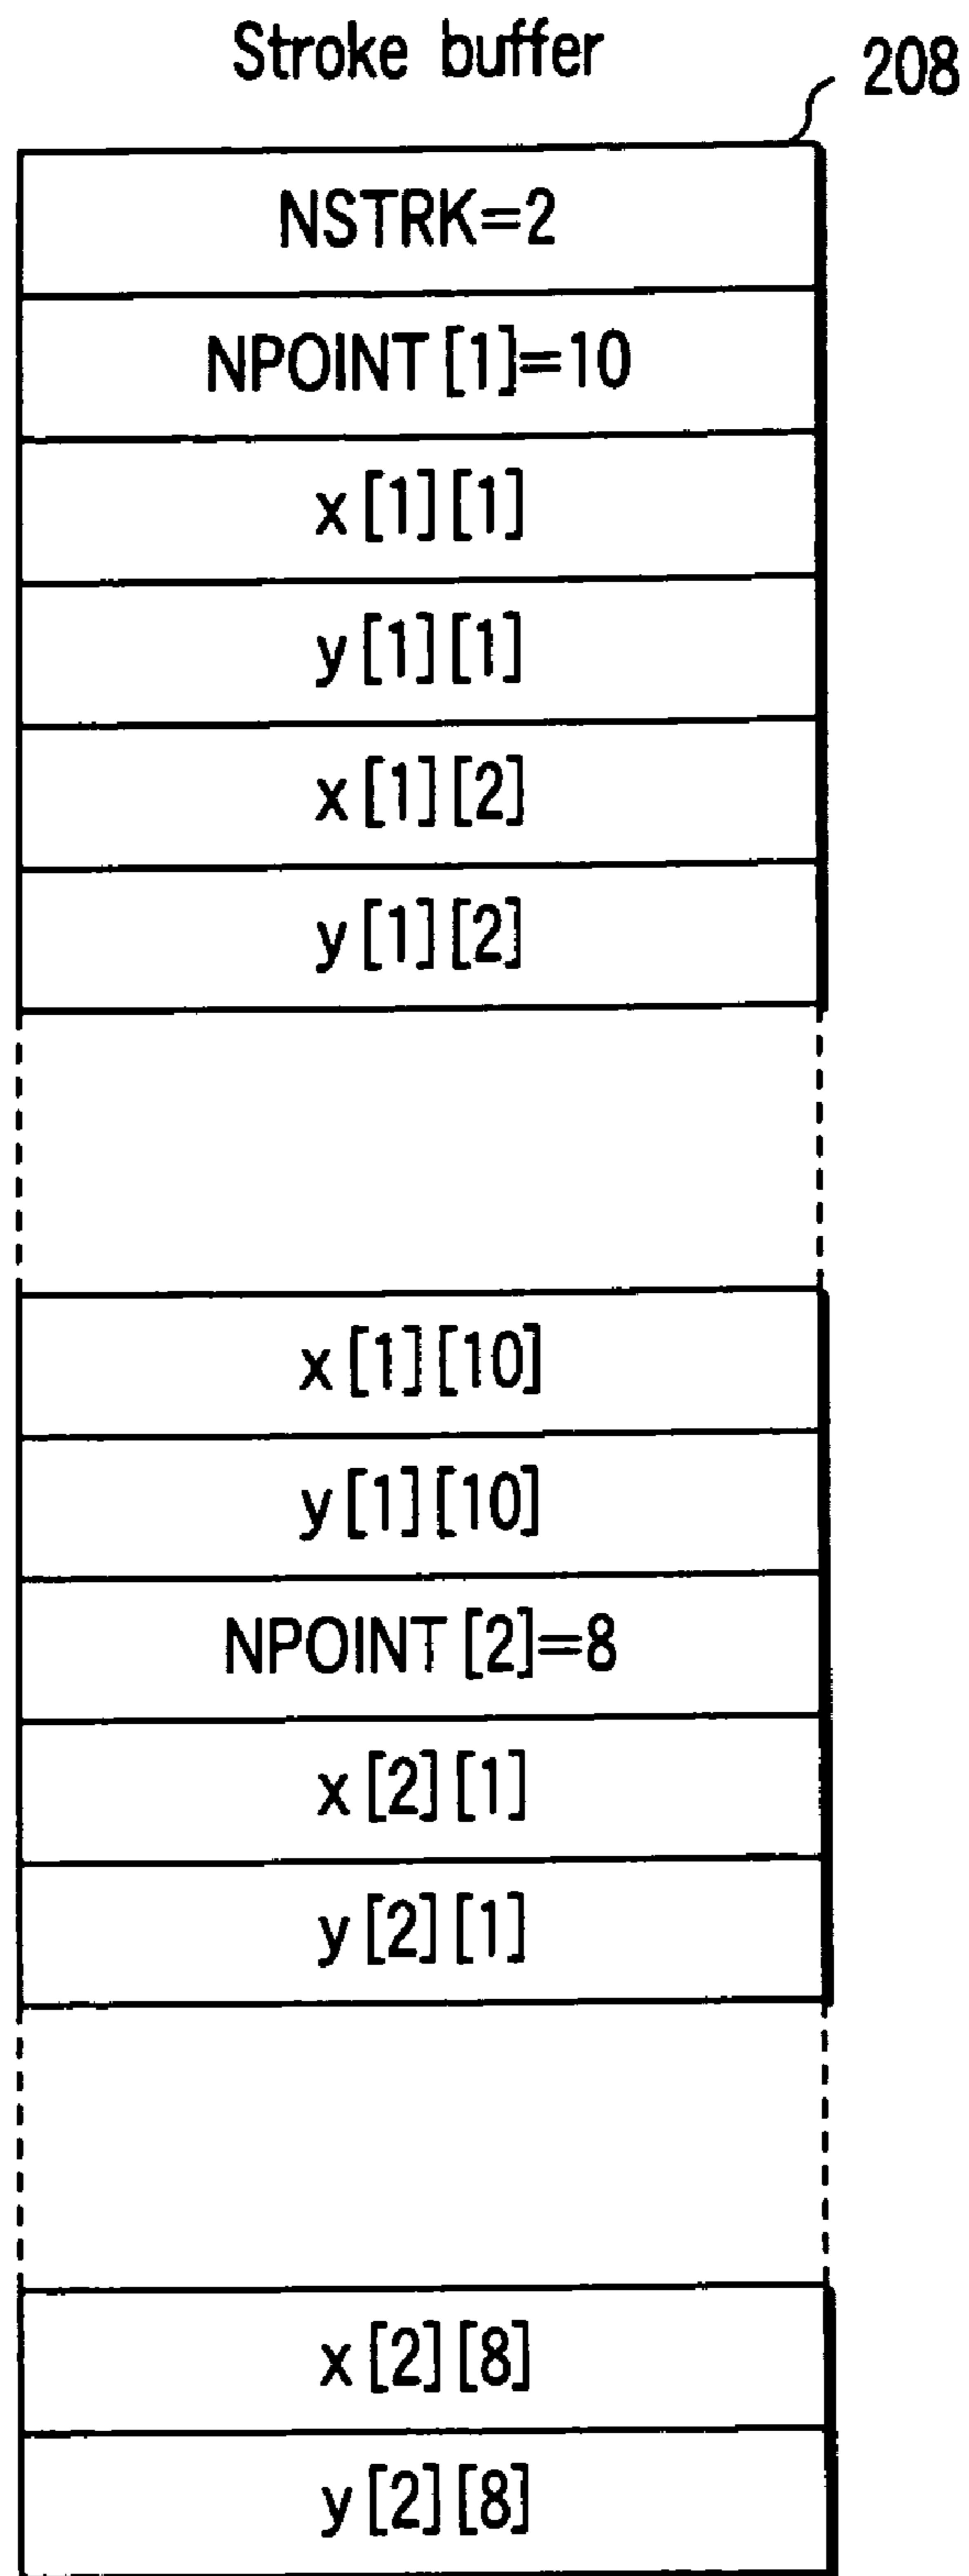 Stroke buffer
208
NSTRK=2
NPOINT[1]=10
x[1][1]
y[1][1]
x[1][2]
y[1][2]
x[1][10]
y[1][10]
NPOINT[2]=8
x[2][1]
y[2][1]
x[2][8]
y[2][8]